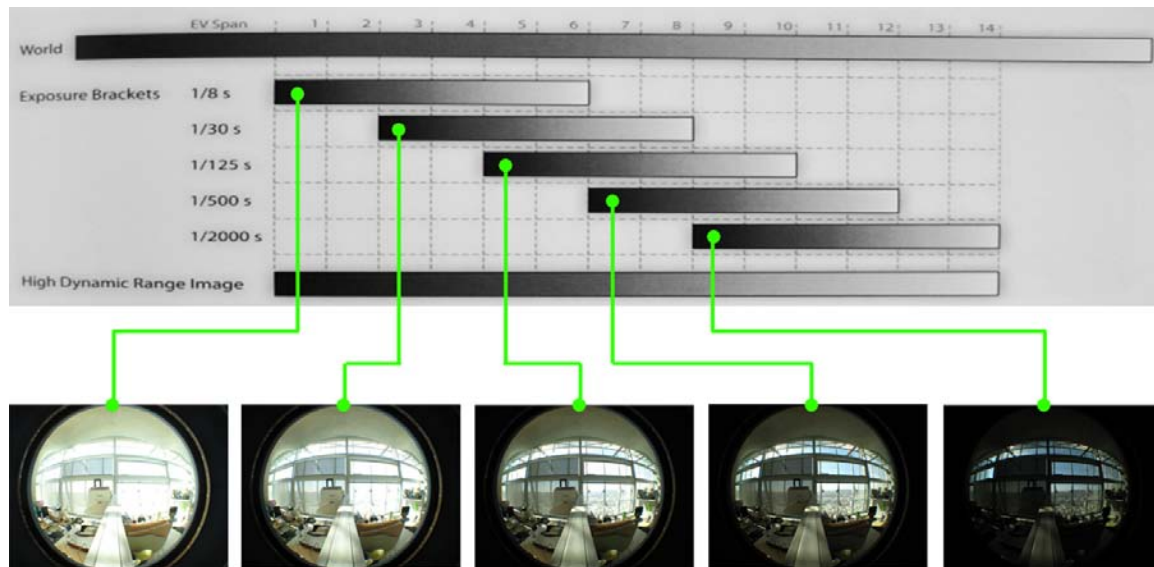 EV Span 1 2 3 4 5 6 7 8 9 10 11 12 13 14
World
Exposure Brackets 1/8 s
1/30 s
1/125 s
1/500 s
1/2000 s
High Dynamic Range Image